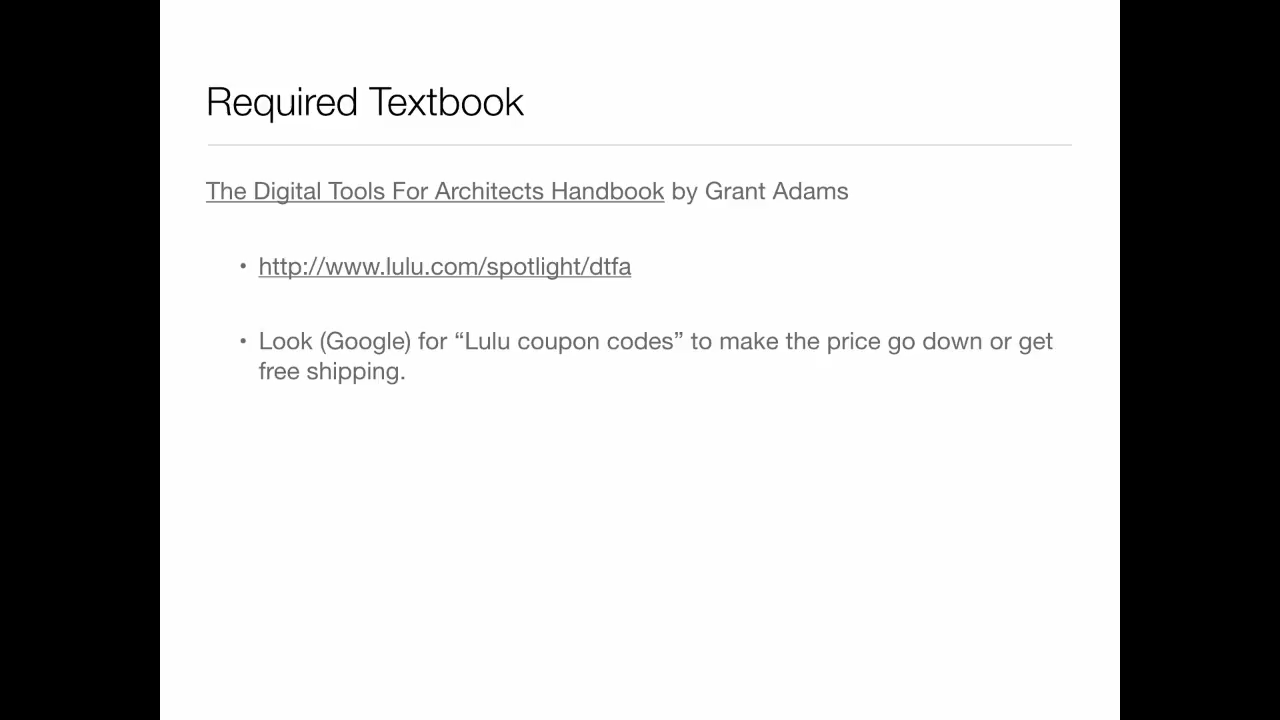 Required Textbook
The Digital Tools For Architects Handbook by Grant Adams
• http://www.lulu.com/spotlight/dtfa
• Look (Google) for “Lulu coupon codes” to make the price go down or get
free shipping.